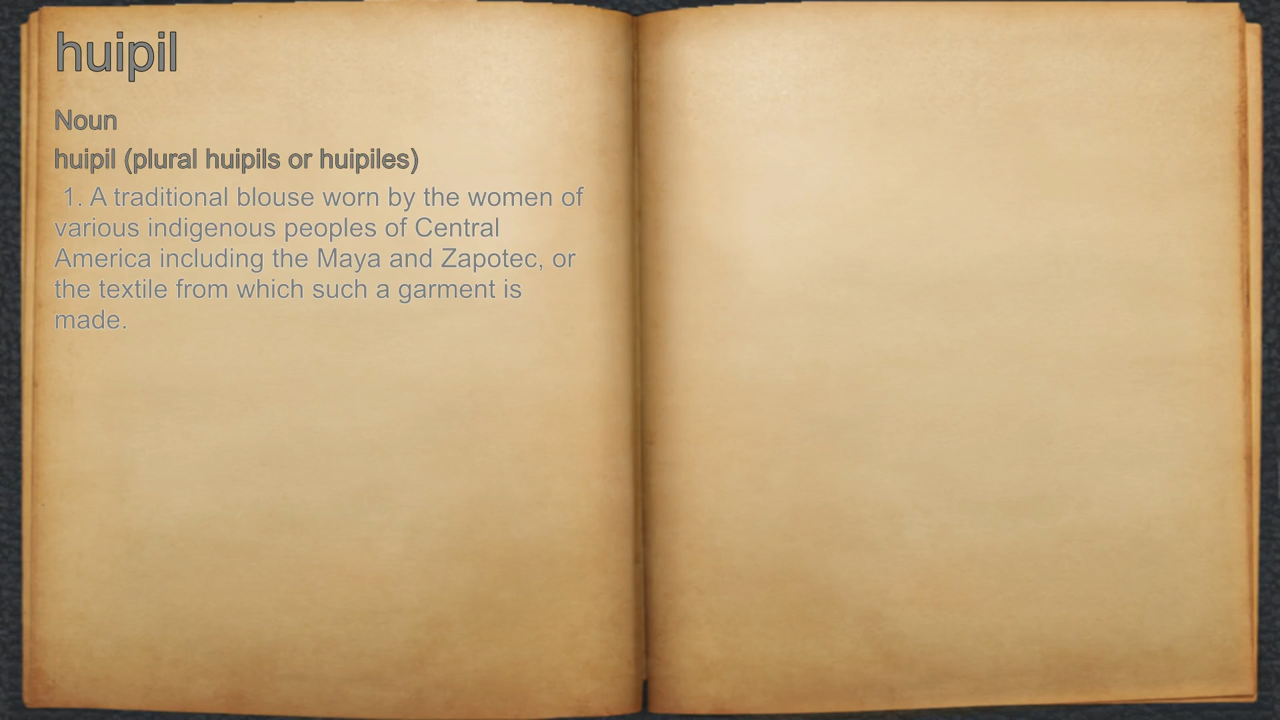 huipil
Noun
huipil (plural huipils or huipiles)
1. A traditional blouse worn by the women of
various indigenous peoples of Central
America including the Maya and Zapotec, or
the textile from which such a garment is
made.